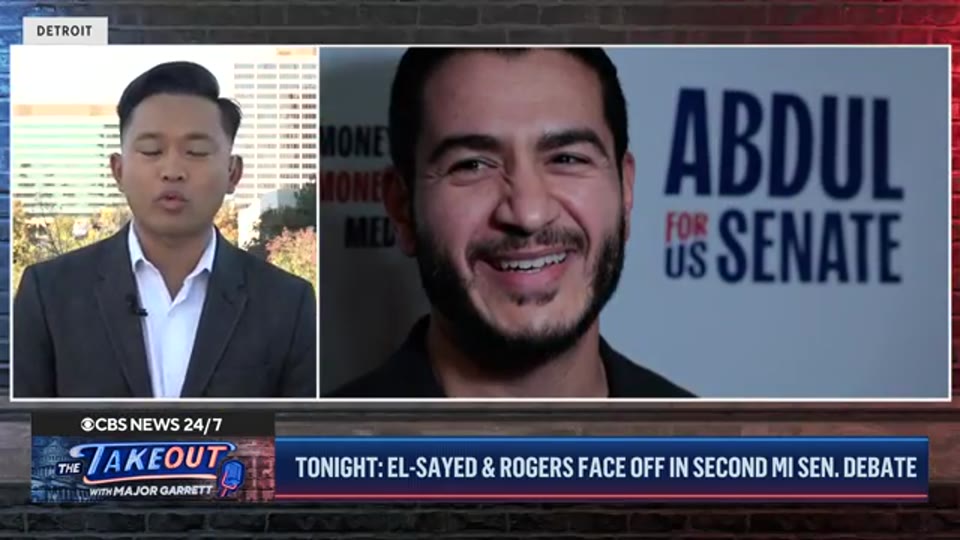 DETROIT
MONEY
MONEY
MED
ABDUL
FOR
US SENATE
CBS NEWS 24/7
THE TAKEOUT
WITH MAJOR GARRETT
TONIGHT: EL-SAYED & ROGERS FACE OFF IN SECOND MI SEN. DEBATE